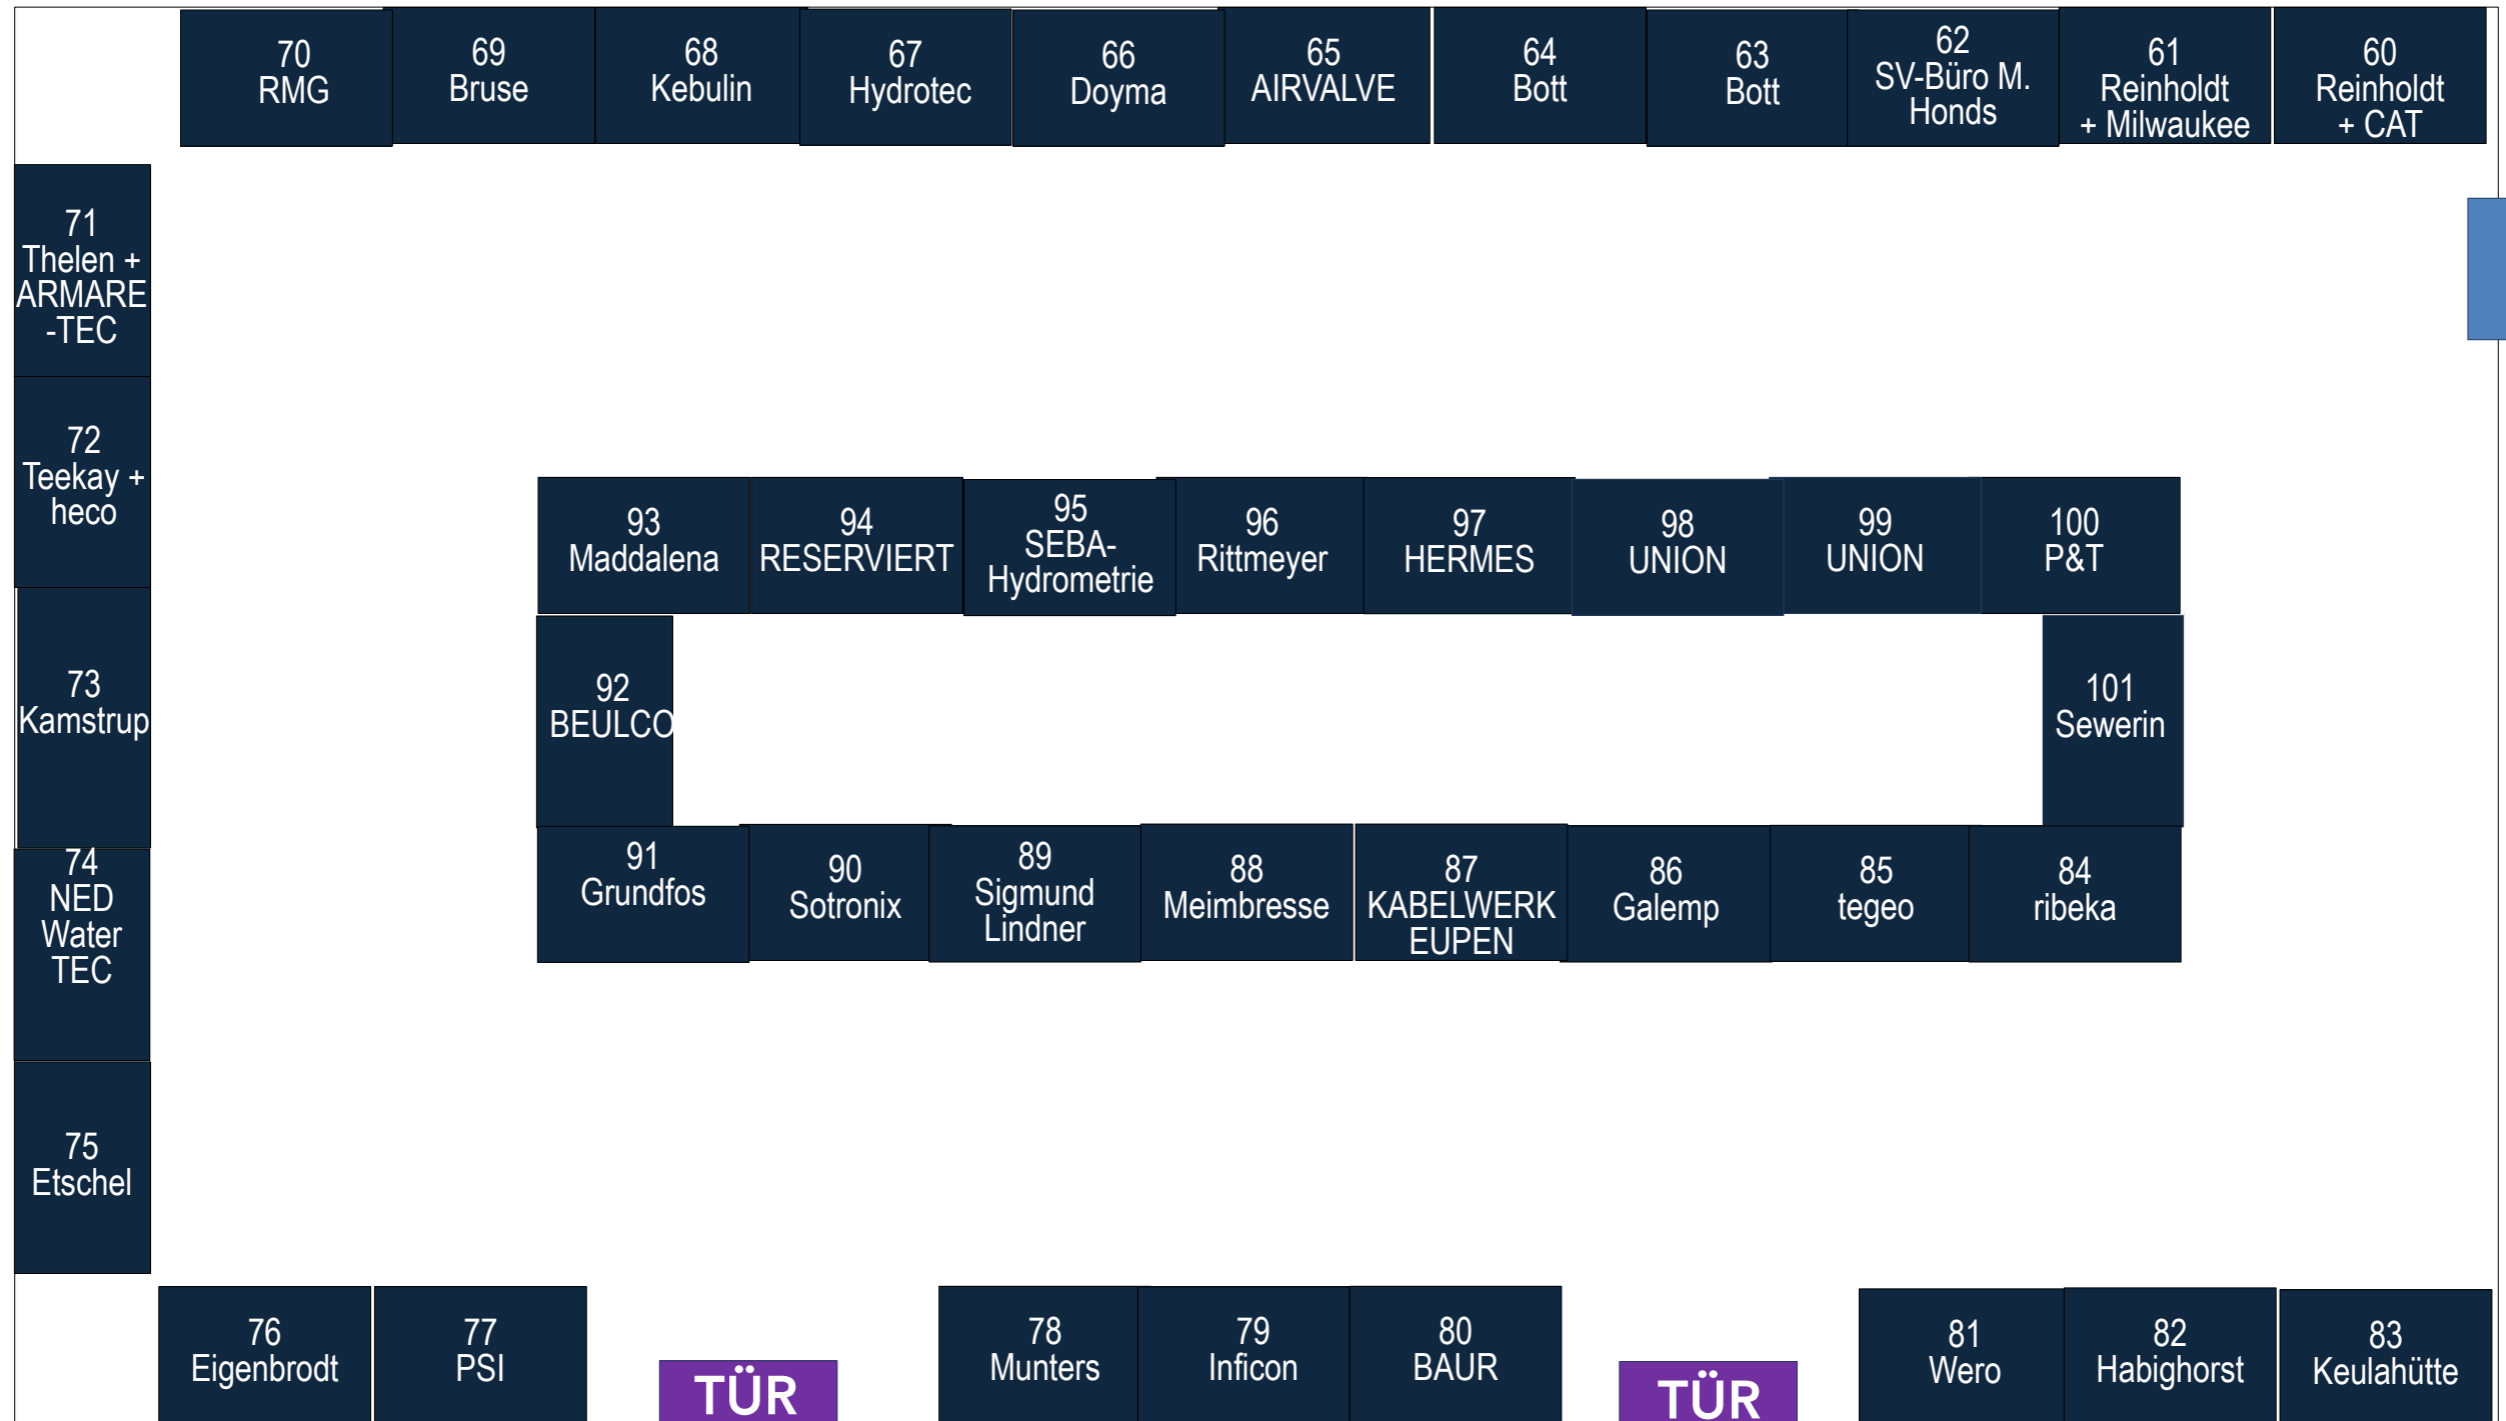 70
RMG
69
Bruse
68
Kebulin
67
Hydrotec
66
Doyma
65
AIRVALVE
64
Bott
63
Bott
62
SV-Büro M.
Honds
61
Reinholdt
+ Milwaukee
60
Reinholdt
+ CAT
71
Thelen +
ARMARE
-TEC
72
Teekay +
heco
73
Kamstrup
74
NED
Water
TEC
75
Etschel
93
Maddalena
94
RESERVIERT
95
SEBA-
Hydrometrie
96
Rittmeyer
97
HERMES
98
UNION
99
UNION
100
P&T
92
BEULCO
101
Sewerin
91
Grundfos
90
Sotronix
89
Sigmund
Lindner
88
Meimbresse
87
KABELWERK
EUPEN
86
Galemp
85
tegeo
84
ribeka
76
Eigenbrodt
77
PSI
TÜR
78
Munters
79
Inficon
80
BAUR
TÜR
81
Wero
82
Habighorst
83
Keulahütte